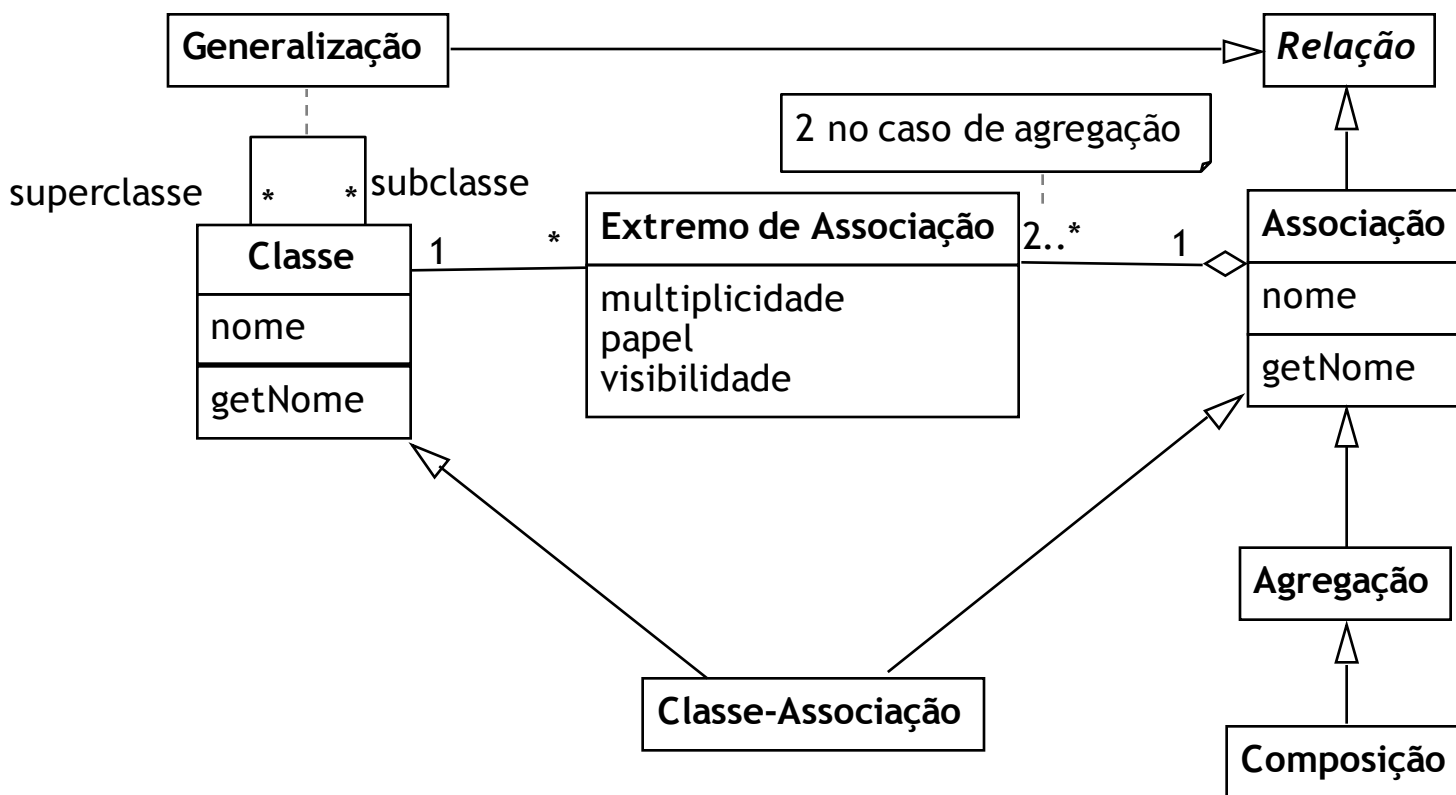 Generalização
Relação
2 no caso de agregação
superclasse
*
*
subclasse
Classe
nome
getNome
1
*
Extremo de Associação
multiplicidade
papel
visibilidade
2..*
1
Associação
nome
getNome
Agregação
Classe-Associação
Composição